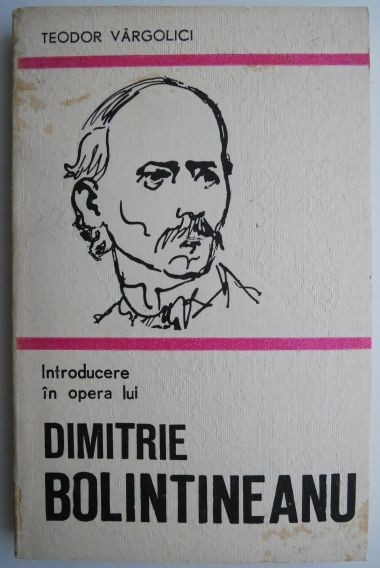 TEODOR VÂRGOLICI
Introducere
în opera lui
DIMITRIE
BOLINTINEANU